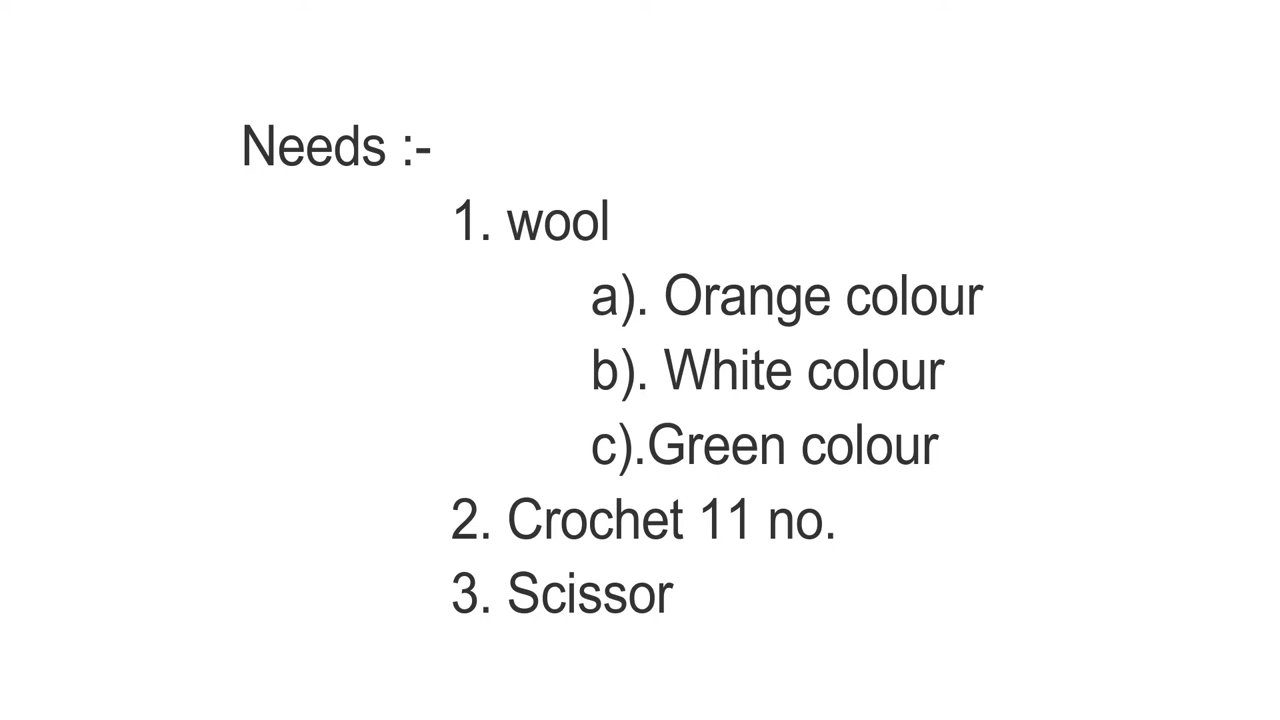 Needs :-
1. wool
a). Orange colour
b). White colour
c).Green colour
2. Crochet 11 no.
3. Scissor